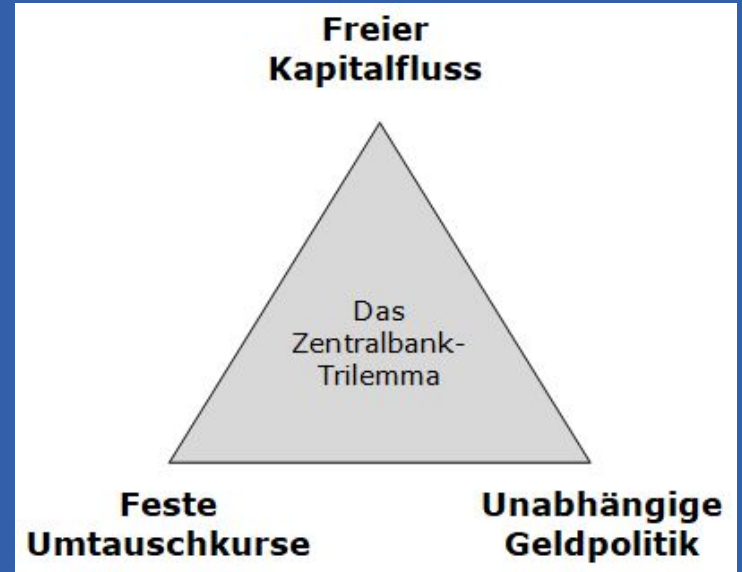 Freier
Kapitalfluss
Das
Zentralbank-
Trilemma
Feste
Umtauschkurse
Unabhängige
Geldpolitik